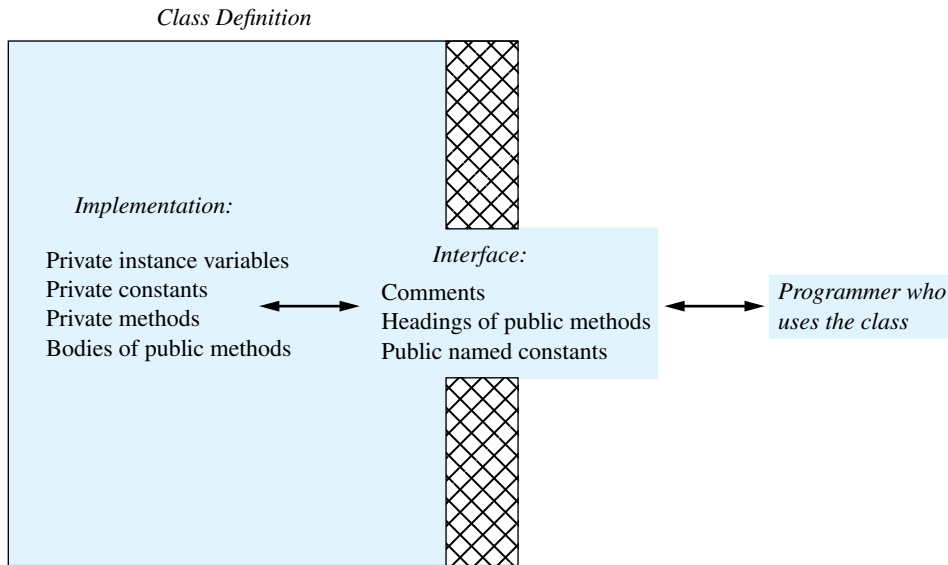 Class Definition
Implementation:
Private instance variables
Private constants
Private methods
Bodies of public methods
Interface:
Comments
Headings of public methods
Public named constants
Programmer who
uses the class